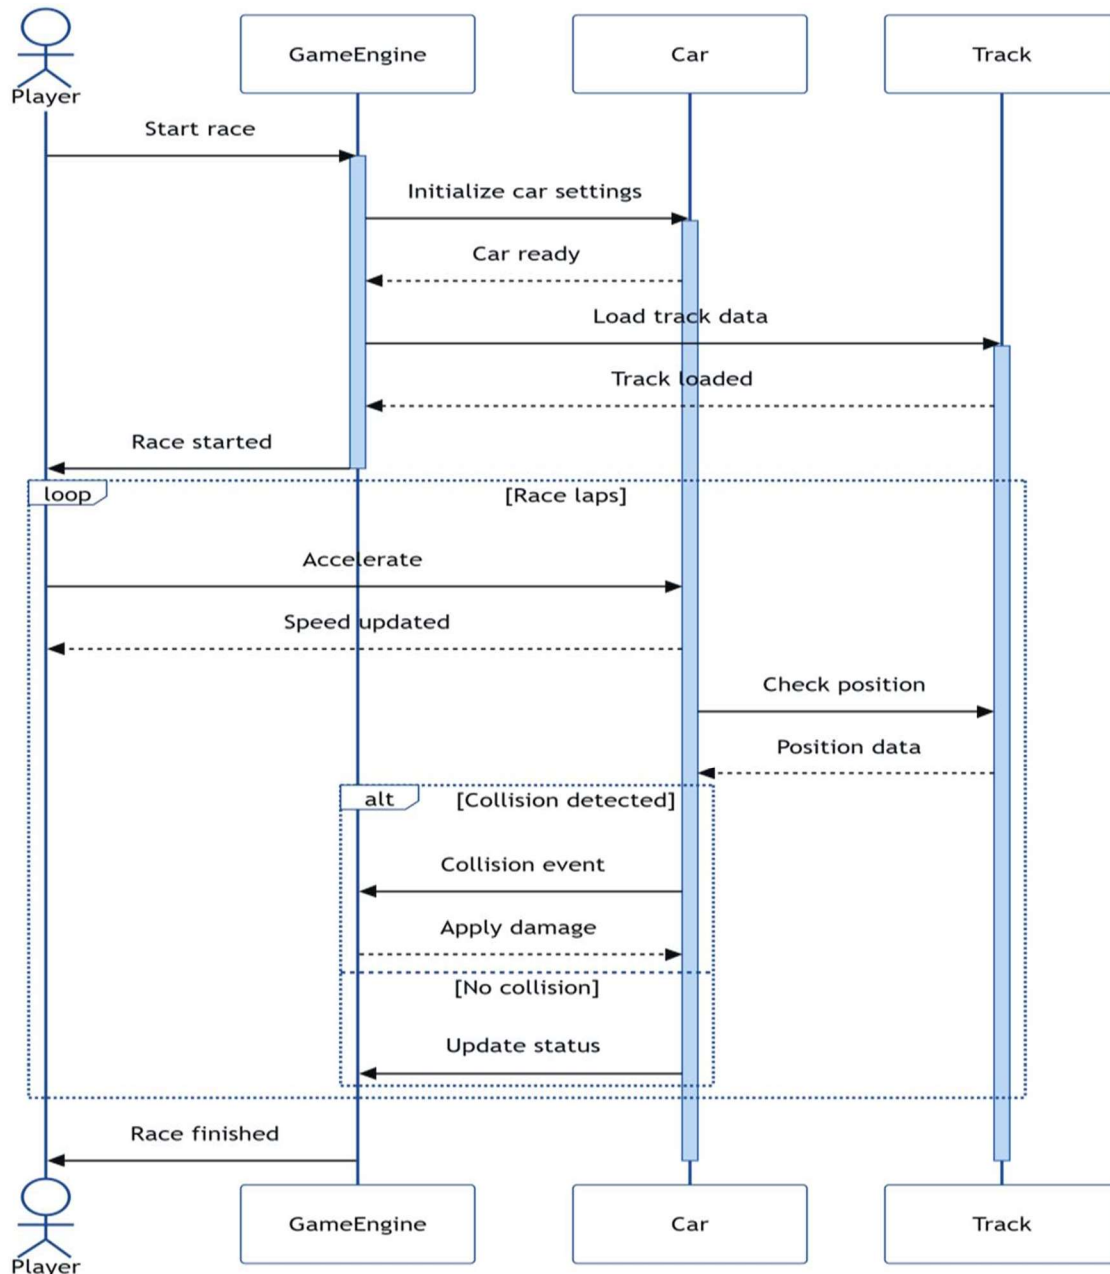 Player
GameEngine
Car
Track
Start race
Initialize car settings
Car ready
Load track data
Track loaded
Race started
loop
[Race laps]
Accelerate
Speed updated
Check position
Position data
alt
[Collision detected]
Collision event
Apply damage
[No collision]
Update status
Race finished
Player
GameEngine
Car
Track